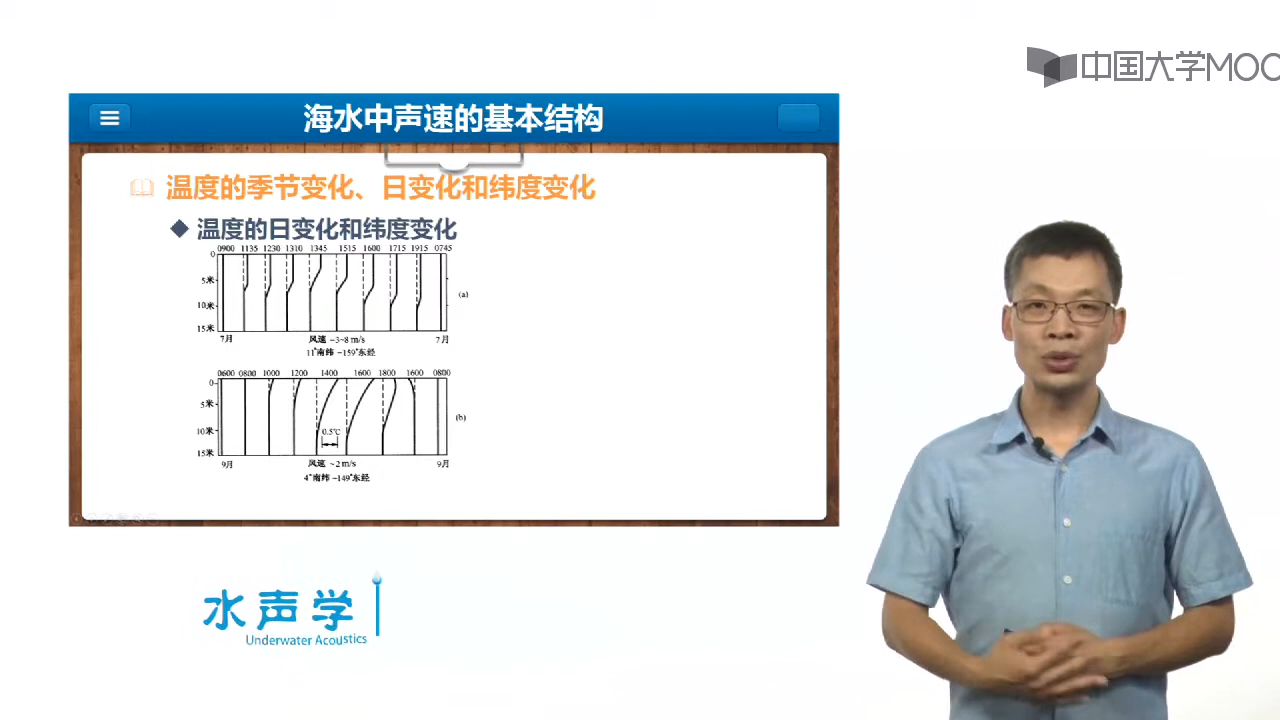 中国大学MOO
海水中声速的基本结构
温度的季节变化、日变化和纬度变化
温度的日变化和纬度变化
0900 1135 1230 1310 1345 1515 1600 1715 1915 0745
0
5米
10米
15米
(a)
7月 风速 ~3~8 m/s 7月
11°南纬 ~159°东经
0600 0800 1000 1200 1400 1600 1800 1600 0800
0
5米
10米
15米
0.5℃
(b)
9月 风速 ~2 m/s 9月
4°南纬 ~149°东经
水声学
Underwater Acoustics